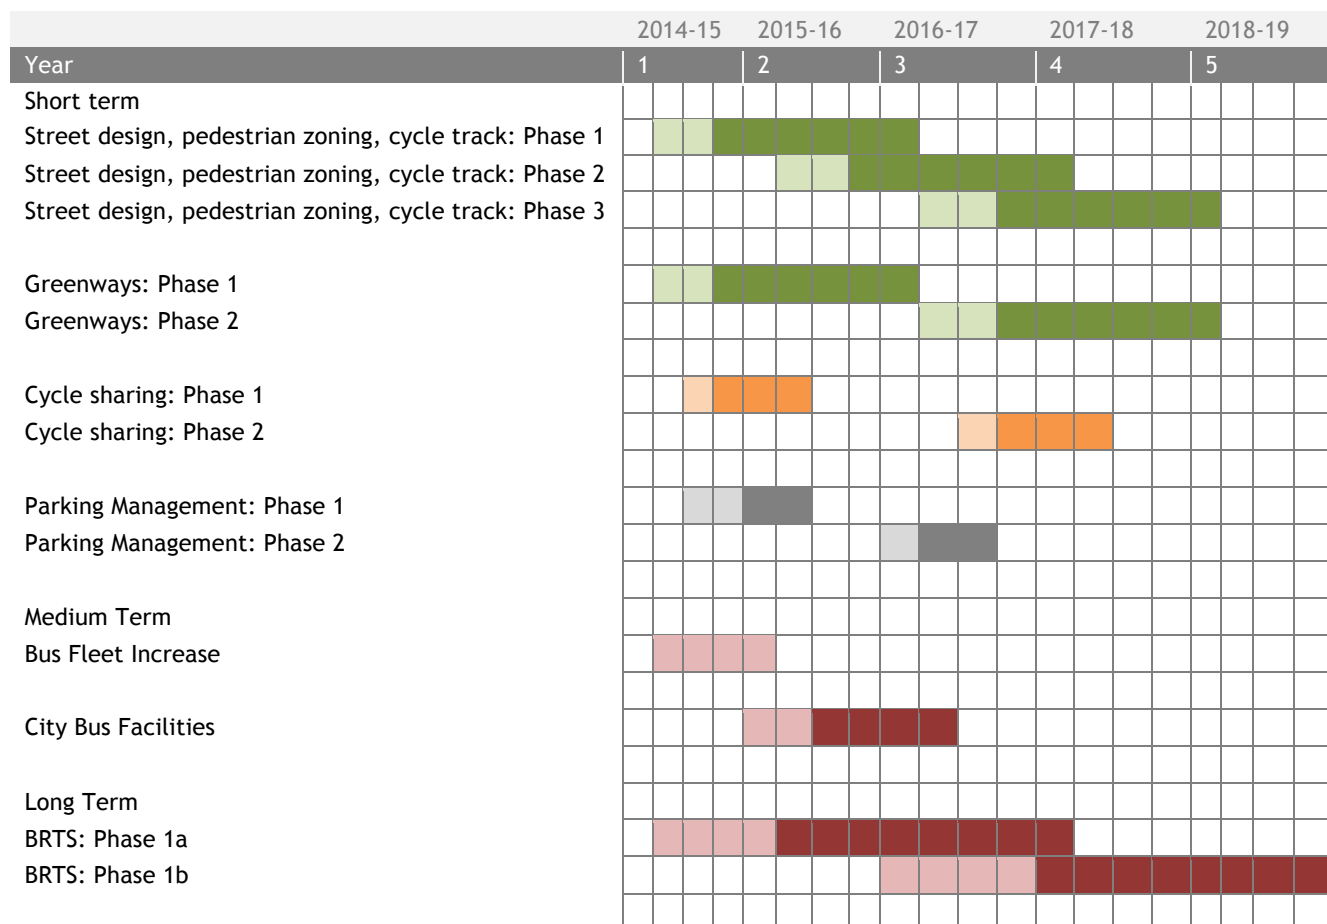 2014-15 2015-16 2016-17 2017-18 2018-19
Year 1 2 3 4 5
Short term
Street design, pedestrian zoning, cycle track: Phase 1
Street design, pedestrian zoning, cycle track: Phase 2
Street design, pedestrian zoning, cycle track: Phase 3
Greenways: Phase 1
Greenways: Phase 2
Cycle sharing: Phase 1
Cycle sharing: Phase 2
Parking Management: Phase 1
Parking Management: Phase 2
Medium Term
Bus Fleet Increase
City Bus Facilities
Long Term
BRTS: Phase 1a
BRTS: Phase 1b